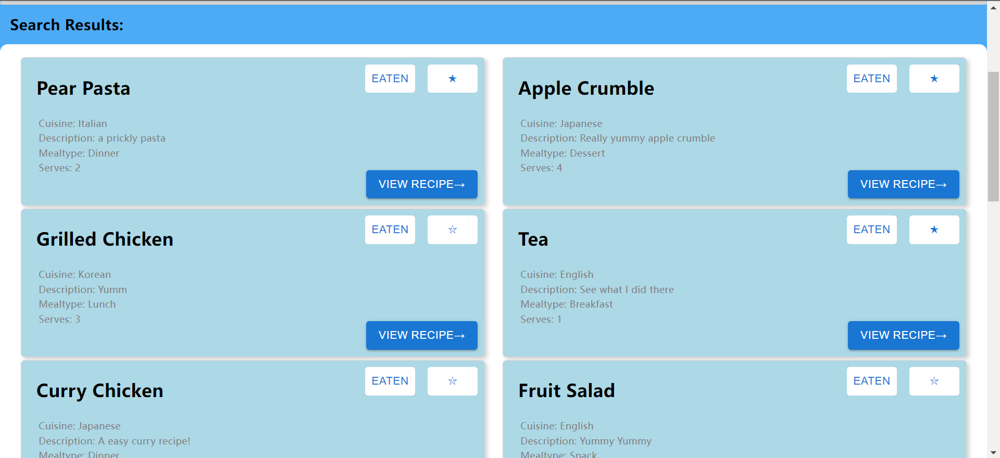 Search Results:
Pear Pasta
EATEN
★
Cuisine: Italian
Description: a prickly pasta
Mealtype: Dinner
Serves: 2
VIEW RECIPE→
Apple Crumble
EATEN
★
Cuisine: Japanese
Description: Really yummy apple crumble
Mealtype: Dessert
Serves: 4
VIEW RECIPE→
Grilled Chicken
EATEN
☆
Cuisine: Korean
Description: Yumm
Mealtype: Lunch
Serves: 3
VIEW RECIPE→
Tea
EATEN
★
Cuisine: English
Description: See what I did there
Mealtype: Breakfast
Serves: 1
VIEW RECIPE→
Curry Chicken
EATEN
☆
Cuisine: Japanese
Description: A easy curry recipe!
Mealtype: Dinner
Fruit Salad
EATEN
☆
Cuisine: English
Description: Yummy Yummy
Mealtype: Snack